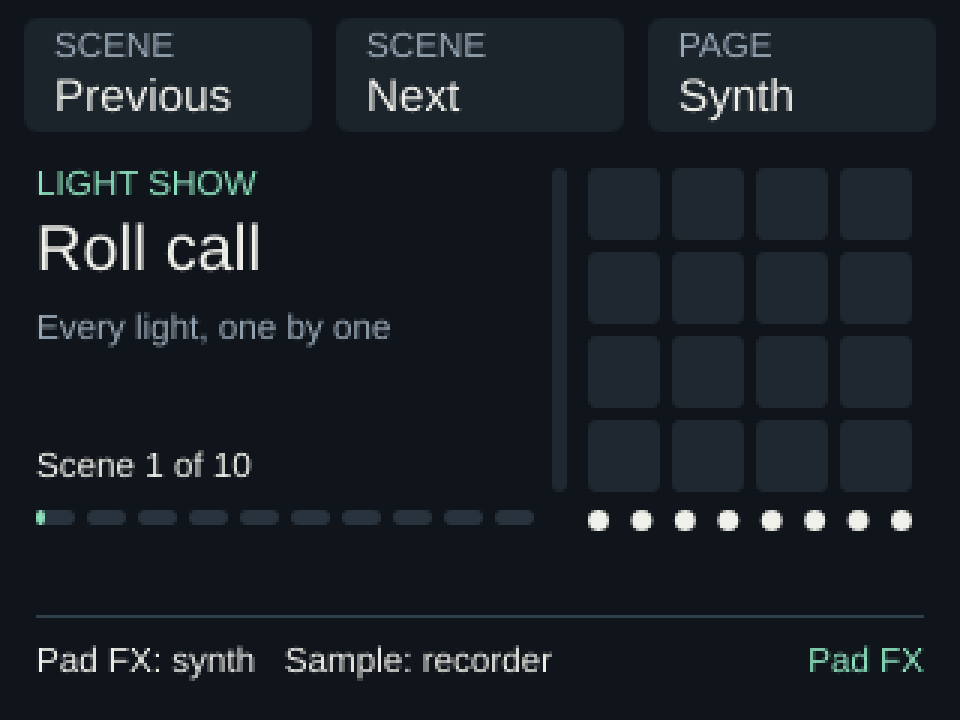 SCENE
Previous
SCENE
Next
PAGE
Synth
LIGHT SHOW
Roll call
Every light, one by one
Scene 1 of 10
Pad FX: synth Sample: recorder
Pad FX